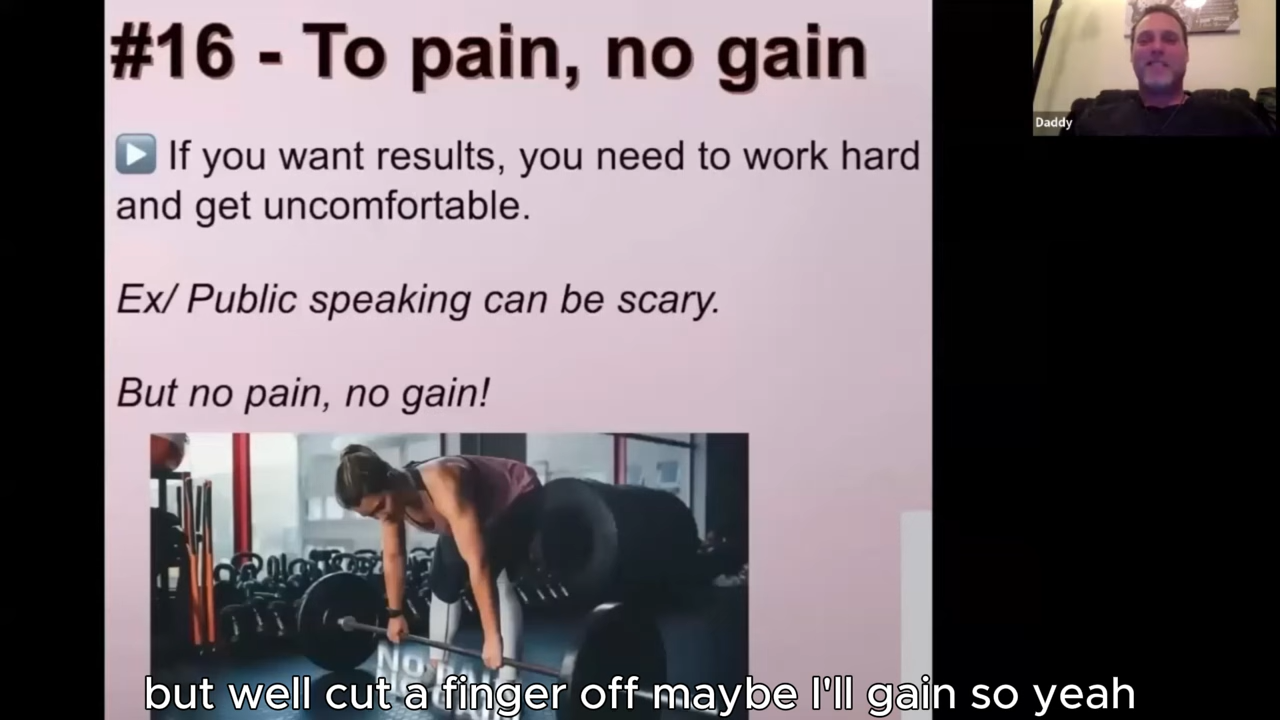 #16 - To pain, no gain
Daddy
If you want results, you need to work hard
and get uncomfortable.
Ex/ Public speaking can be scary.
But no pain, no gain!
NO PAIN
but well cut a finger off maybe I'll gain so yeah